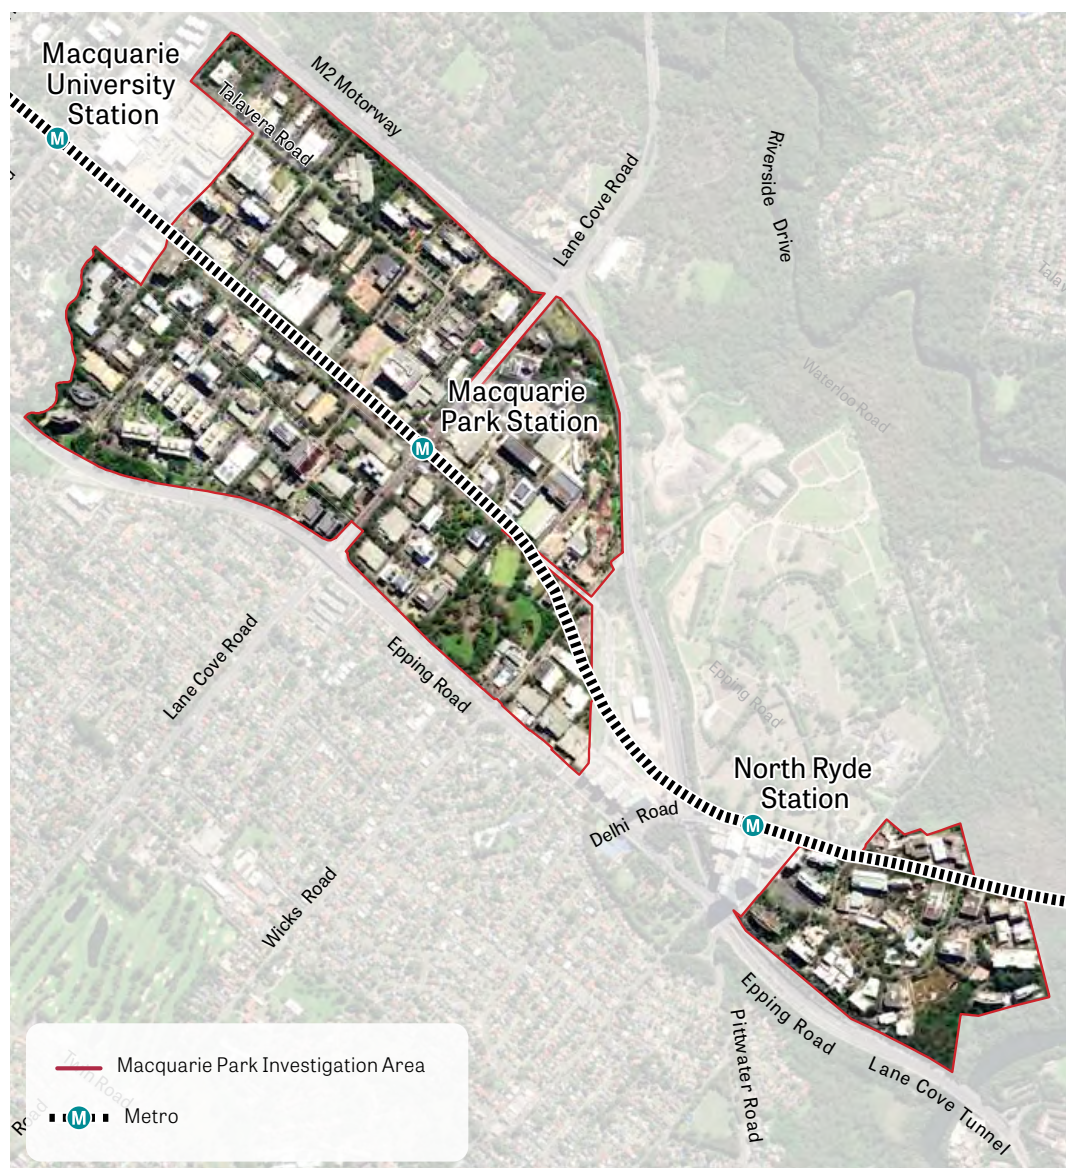 Macquarie
University
Station
M
M2 Motorway
Talavera Road
Lane Cove Road
Riverside Drive
Waterloo Road
Macquarie
Park Station
M
Lane Cove Road
Epping Road
Epping Road
North Ryde
Station
M
Delhi Road
Wicks Road
Epping Road
Pittwater Road
Lane Cove Tunnel
Macquarie Park Investigation Area
M
Metro
Road
Road